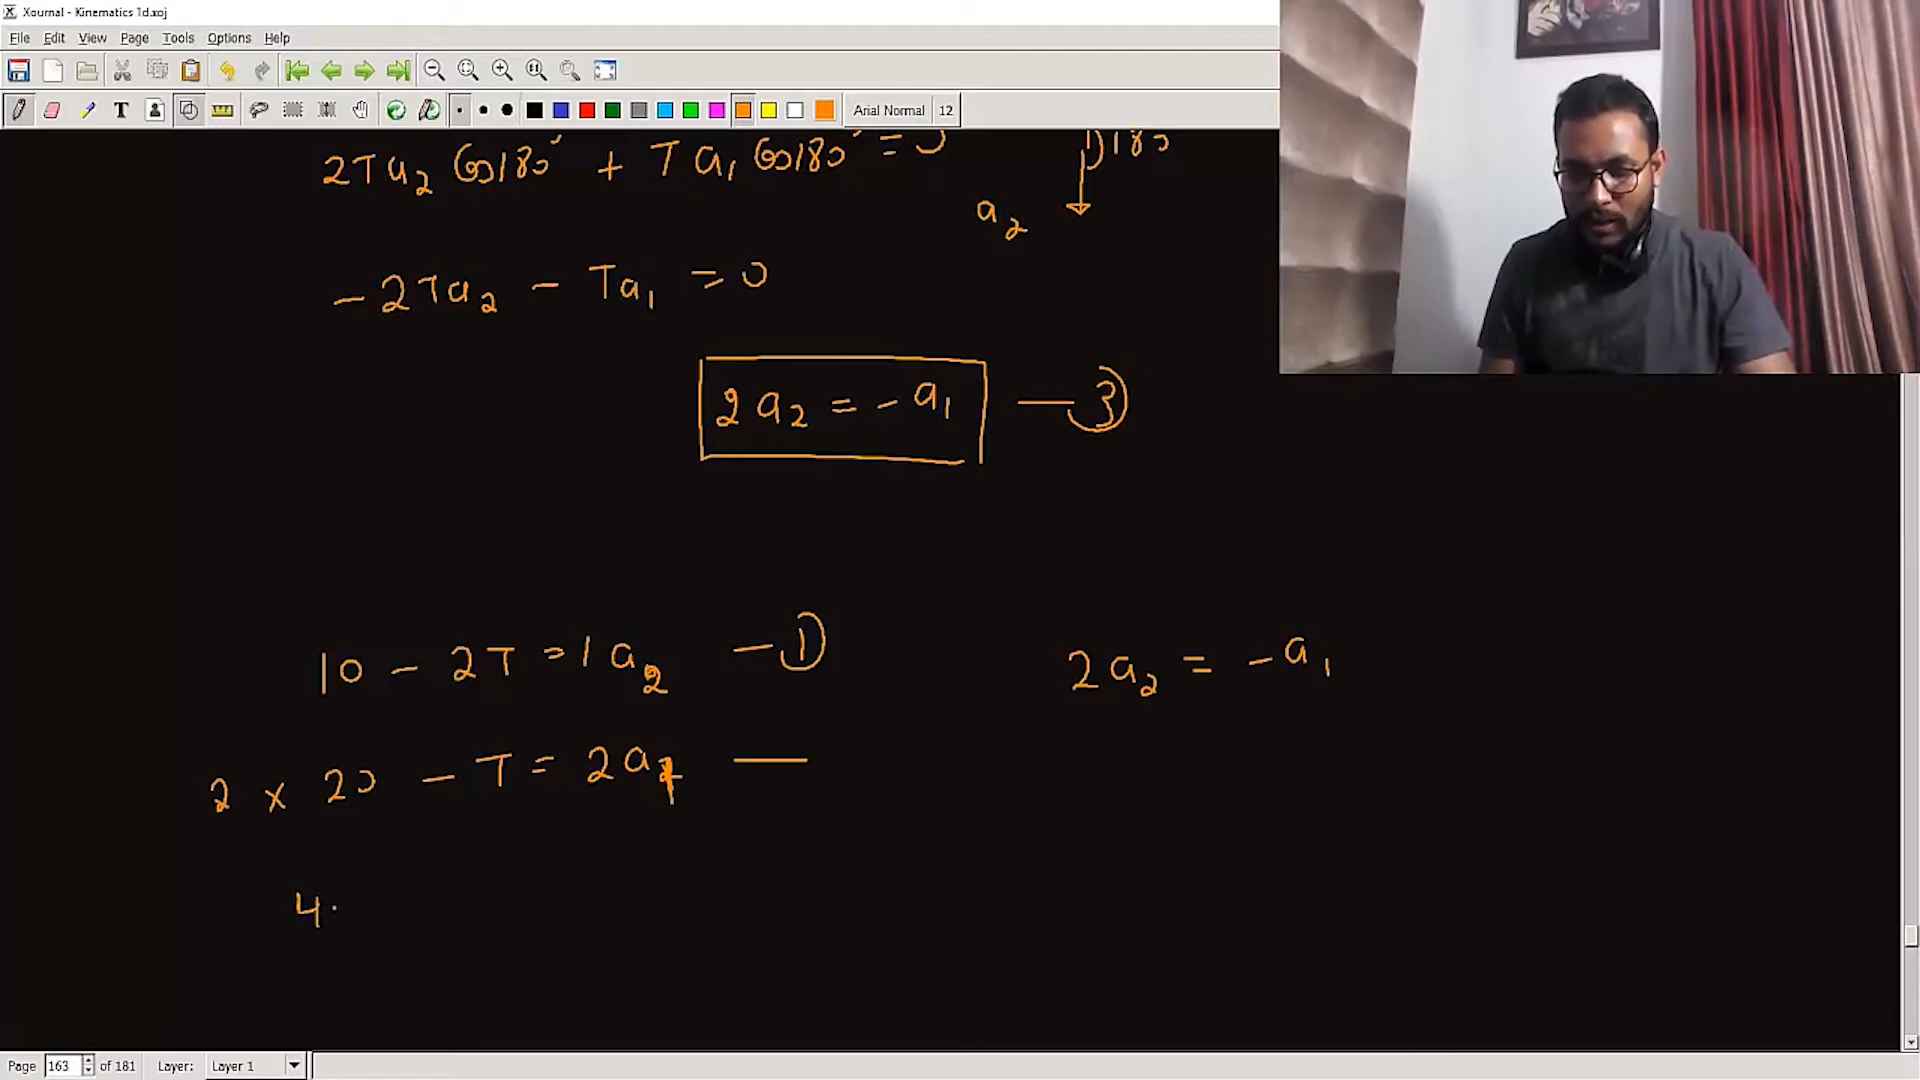 Xournal - Kinematics 1d.xoj
File Edit View Page Tools Options Help
Arial Normal 12
2Ta₂ Cos180° + Ta₁ Cos180° = 0
180
a₂
-2Ta₂ - Ta₁ = 0
2a₂ = -a₁ — ③
10 - 2T = 1a₂ — ①
2a₂ = -a₁
2 × 20 - T = 2a₁ —
4
Page 163 of 181 Layer: Layer 1